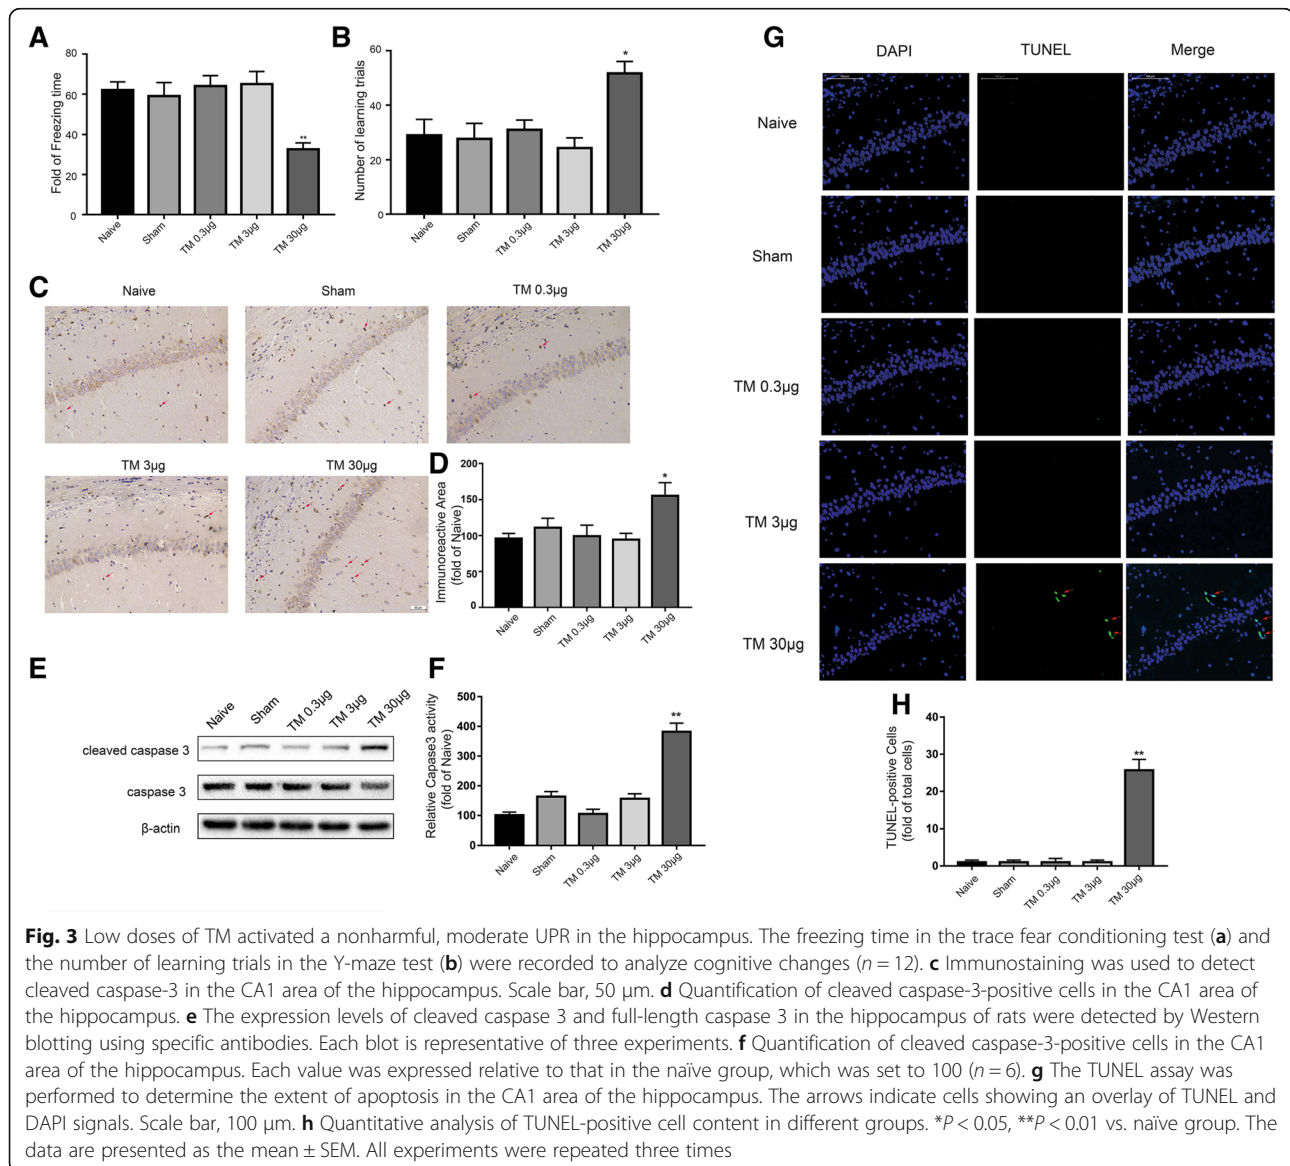 A
Fold of Freezing time
80
60
40
20
0
**
Naive
Sham
TM 0.3μg
TM 3μg
TM 30μg
B
Number of learning trials
60
40
20
0
*
Naive
Sham
TM 0.3μg
TM 3μg
TM 30μg
C
Naive
Sham
TM 0.3μg
TM 3μg
TM 30μg
D
Immunoreactive Area
(fold of Naive)
200
150
100
50
0
*
Naive
Sham
TM 0.3μg
TM 3μg
TM 30μg
E
Naive
Sham
TM 0.3μg
TM 3μg
TM 30μg
cleaved caspase 3
caspase 3
β-actin
F
Relative Capase3 activity
(fold of Naive)
500
400
300
200
100
0
**
Naive
Sham
TM 0.3μg
TM 3μg
TM 30μg
G
DAPI
TUNEL
Merge
Naive
Sham
TM 0.3μg
TM 3μg
TM 30μg
H
TUNEL-positive Cells
(fold of total cells)
40
30
20
10
0
**
Naive
Sham
TM 0.3μg
TM 3μg
TM 30μg
Fig. 3 Low doses of TM activated a nonharmful, moderate UPR in the hippocampus. The freezing time in the trace fear conditioning test (a) and
the number of learning trials in the Y-maze test (b) were recorded to analyze cognitive changes (n = 12). c Immunostaining was used to detect
cleaved caspase-3 in the CA1 area of the hippocampus. Scale bar, 50 μm. d Quantification of cleaved caspase-3-positive cells in the CA1 area of
the hippocampus. e The expression levels of cleaved caspase 3 and full-length caspase 3 in the hippocampus of rats were detected by Western
blotting using specific antibodies. Each blot is representative of three experiments. f Quantification of cleaved caspase-3-positive cells in the CA1
area of the hippocampus. Each value was expressed relative to that in the naïve group, which was set to 100 (n = 6). g The TUNEL assay was
performed to determine the extent of apoptosis in the CA1 area of the hippocampus. The arrows indicate cells showing an overlay of TUNEL and
DAPI signals. Scale bar, 100 μm. h Quantitative analysis of TUNEL-positive cell content in different groups. *P < 0.05, **P < 0.01 vs. naïve group. The
data are presented as the mean ± SEM. All experiments were repeated three times